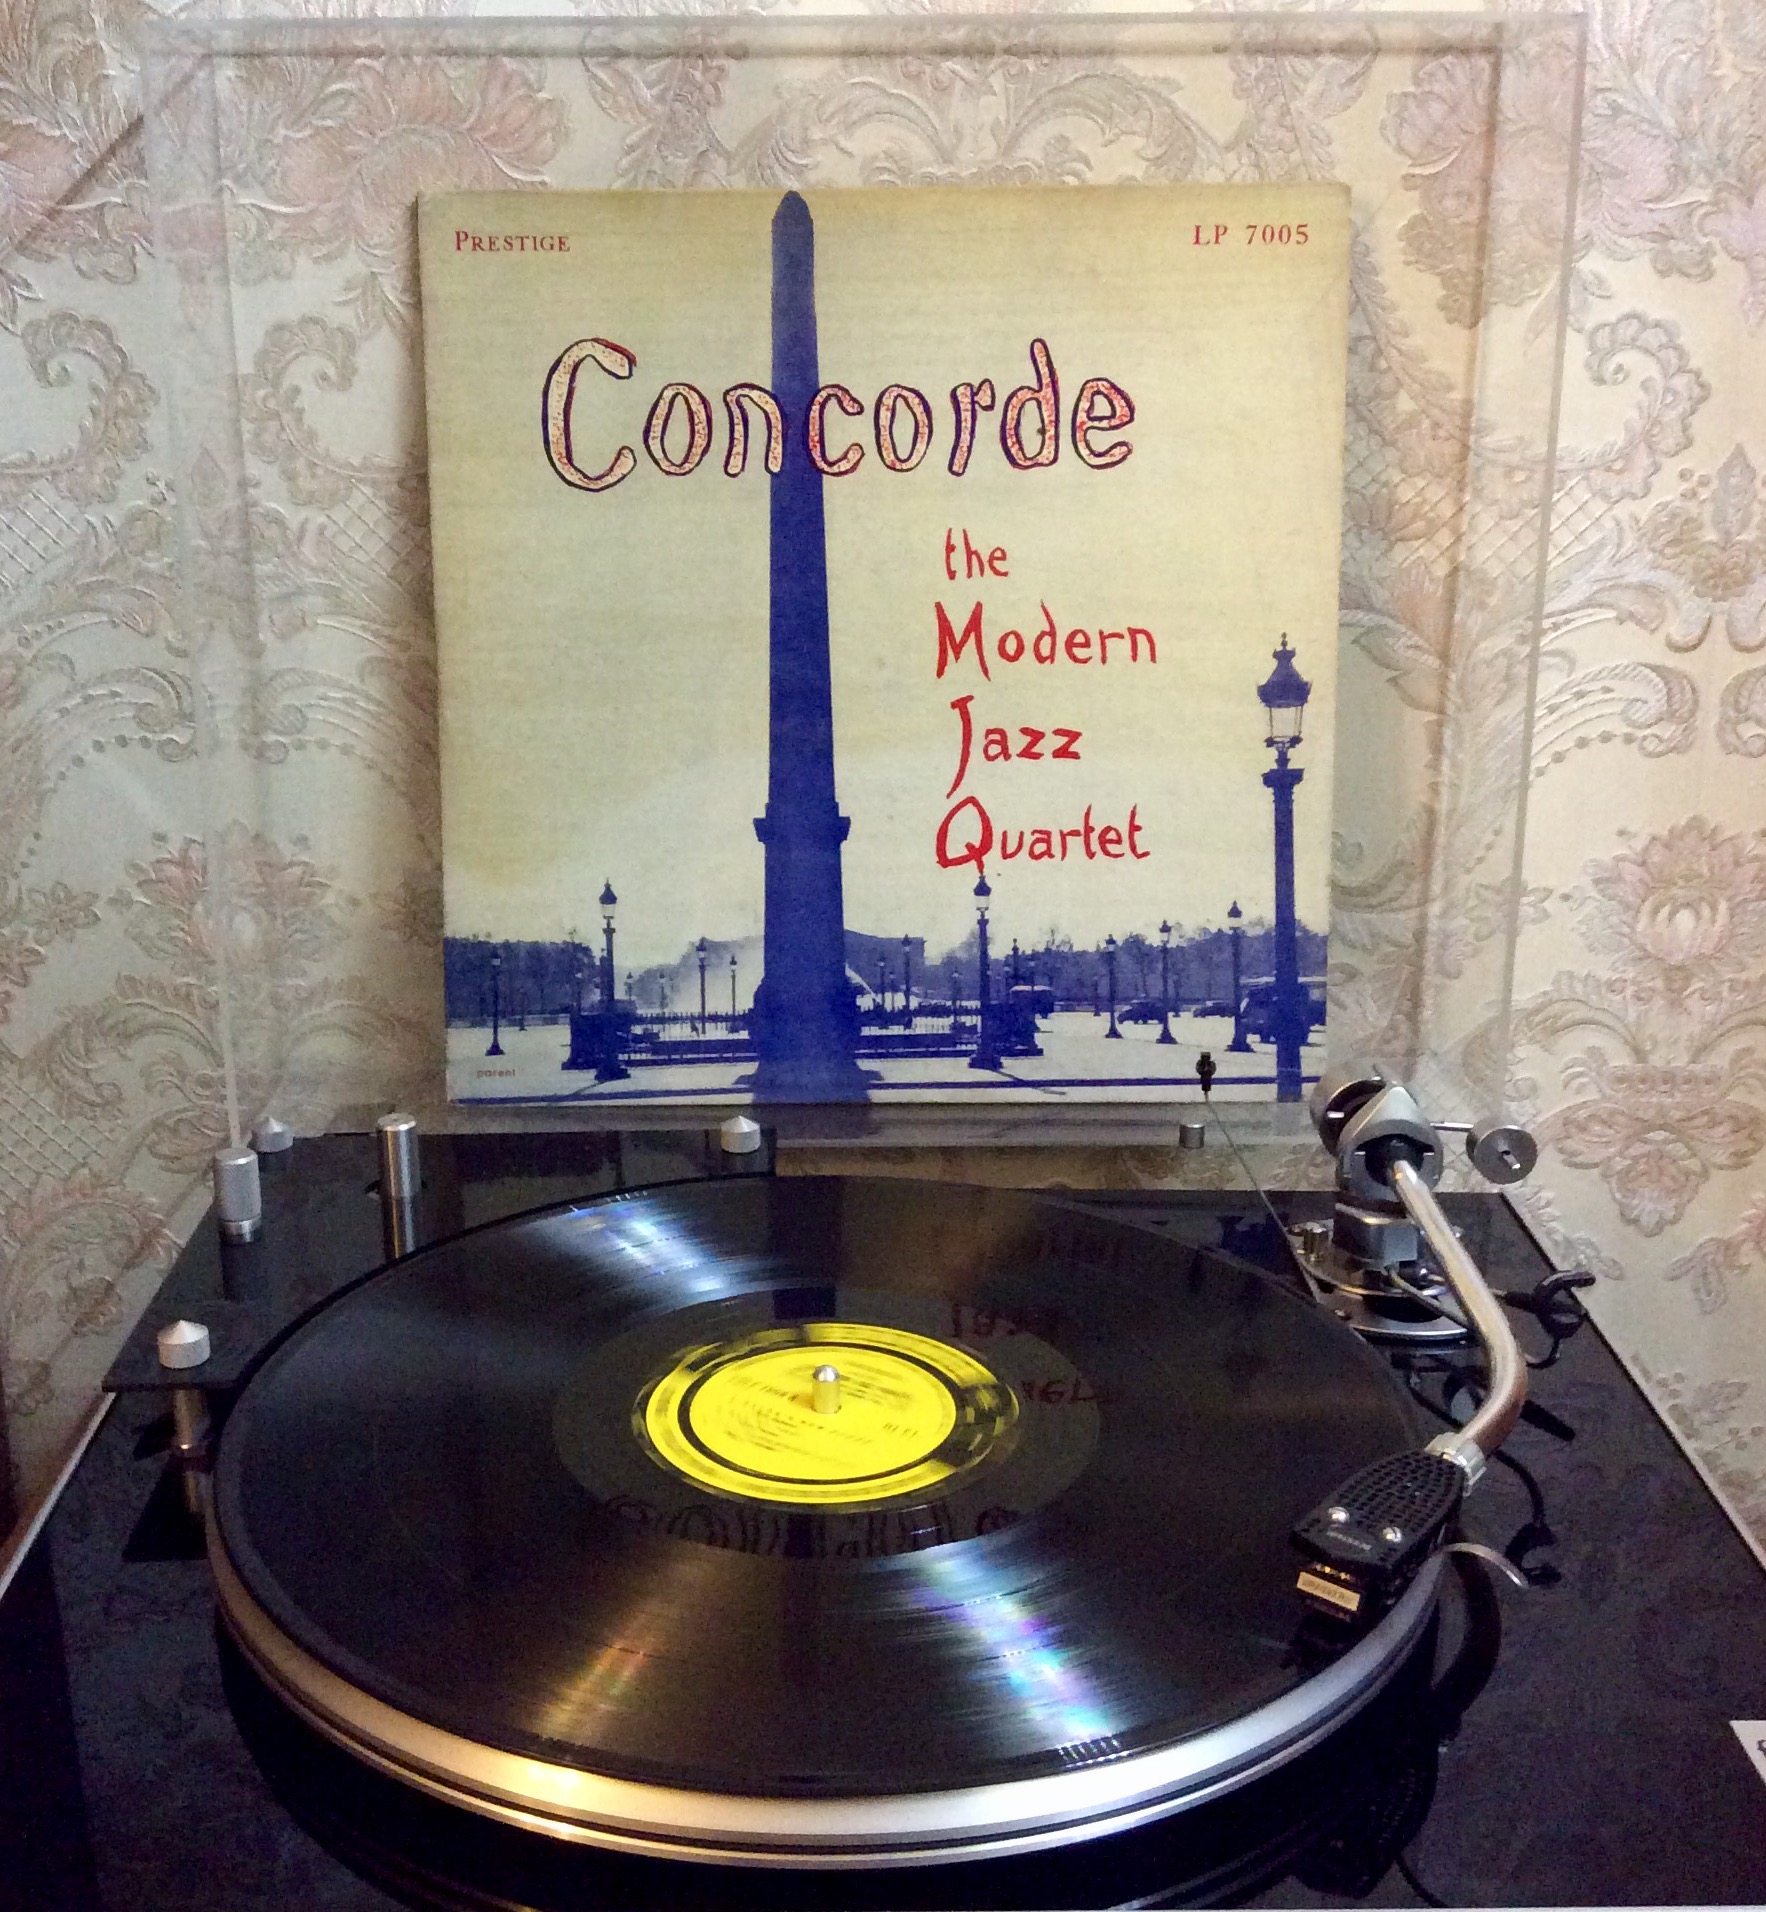 PRESTIGE
LP 7005
Concorde
the
Modern
Jazz
Quartet
parent